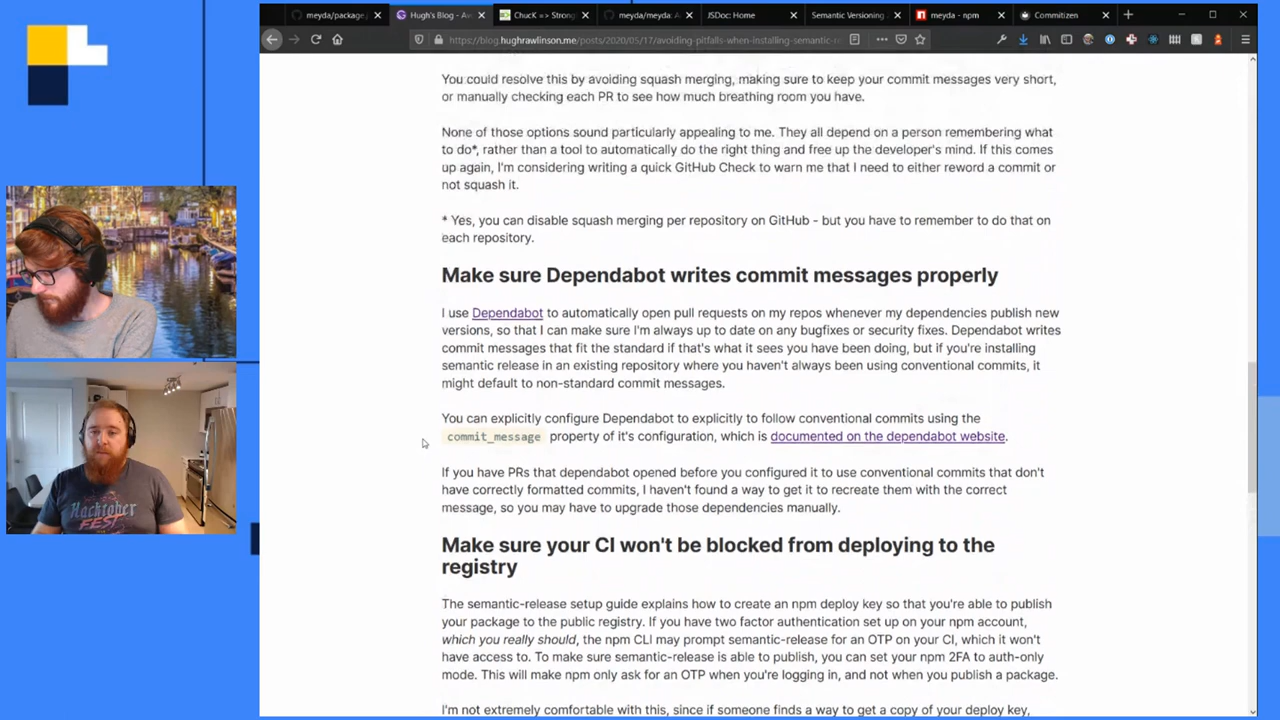 meyda/package.
Hugh's Blog - Av
ChucK => Strong
meyda/meyda: A
JSDoc: Home
Semantic Versioning
meyda - npm
Commitizen
https://blog.hughrawlinson.me/posts/2020/05/17/avoiding-pitfalls-when-installing-semantic-r
You could resolve this by avoiding squash merging, making sure to keep your commit messages very short,
or manually checking each PR to see how much breathing room you have.
None of those options sound particularly appealing to me. They all depend on a person remembering what
to do*, rather than a tool to automatically do the right thing and free up the developer's mind. If this comes
up again, I'm considering writing a quick GitHub Check to warn me that I need to either reword a commit or
not squash it.
* Yes, you can disable squash merging per repository on GitHub - but you have to remember to do that on
each repository.
Make sure Dependabot writes commit messages properly
I use Dependabot to automatically open pull requests on my repos whenever my dependencies publish new
versions, so that I can make sure I'm always up to date on any bugfixes or security fixes. Dependabot writes
commit messages that fit the standard if that's what it sees you have been doing, but if you're installing
semantic release in an existing repository where you haven't always been using conventional commits, it
might default to non-standard commit messages.
You can explicitly configure Dependabot to explicitly to follow conventional commits using the
commit_message property of it's configuration, which is documented on the dependabot website.
If you have PRs that dependabot opened before you configured it to use conventional commits that don't
have correctly formatted commits, I haven't found a way to get it to recreate them with the correct
message, so you may have to upgrade those dependencies manually.
Make sure your CI won't be blocked from deploying to the
registry
The semantic-release setup guide explains how to create an npm deploy key so that you're able to publish
your package to the public registry. If you have two factor authentication set up on your npm account,
which you really should, the npm CLI may prompt semantic-release for an OTP on your CI, which it won't
have access to. To make sure semantic-release is able to publish, you can set your npm 2FA to auth-only
mode. This will make npm only ask for an OTP when you're logging in, and not when you publish a package.
I'm not extremely comfortable with this, since if someone finds a way to get a copy of your deploy key,
Hacktober
FEST